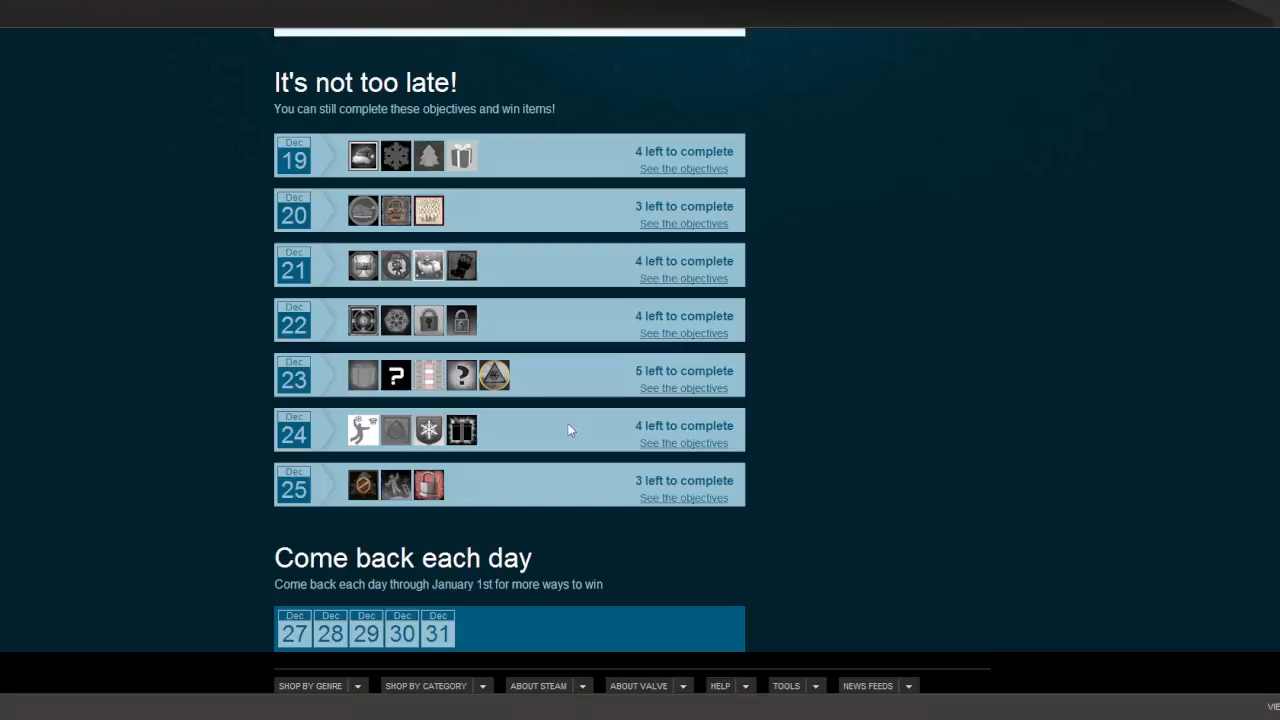 It's not too late!
You can still complete these objectives and win items!
Dec
19
4 left to complete
See the objectives
Dec
20
3 left to complete
See the objectives
Dec
21
4 left to complete
See the objectives
Dec
22
4 left to complete
See the objectives
Dec
23
? ?
5 left to complete
See the objectives
Dec
24
4 left to complete
See the objectives
Dec
25
3 left to complete
See the objectives
Come back each day
Come back each day through January 1st for more ways to win
Dec Dec Dec Dec Dec
27 28 29 30 31
SHOP BY GENRE SHOP BY CATEGORY ABOUT STEAM ABOUT VALVE HELP TOOLS NEWS FEEDS